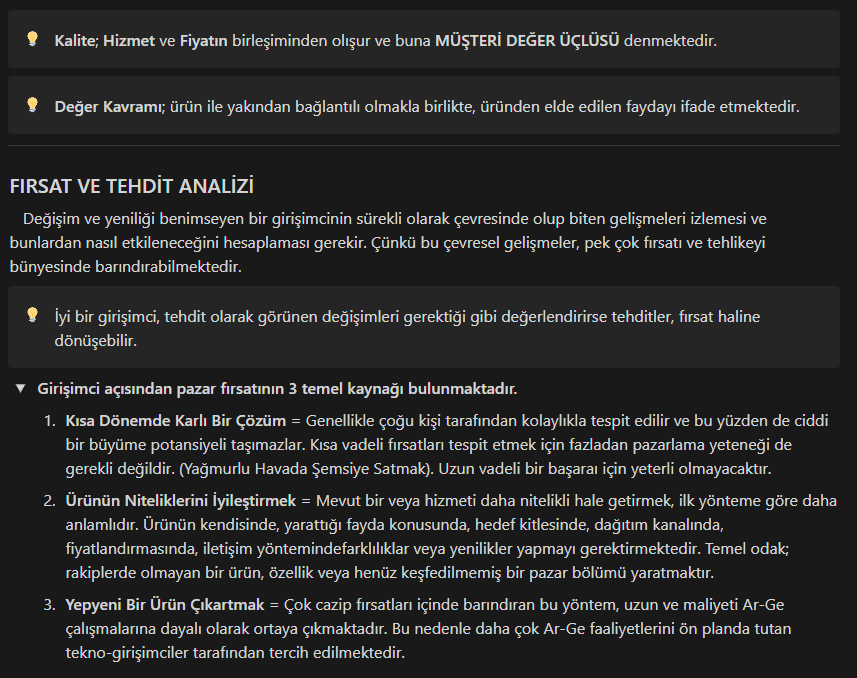 Kalite; Hizmet ve Fiyatın birleşiminden olışur ve buna MÜŞTERİ DEĞER ÜÇLÜSÜ denmektedir.
Değer Kavramı; ürün ile yakından bağlantılı olmakla birlikte, üründen elde edilen faydayı ifade etmektedir.
FIRSAT VE TEHDİT ANALİZİ
Değişim ve yeniliği benimseyen bir girişimcinin sürekli olarak çevresinde olup biten gelişmeleri izlemesi ve
bunlardan nasıl etkileneceğini hesaplaması gerekir. Çünkü bu çevresel gelişmeler, pek çok fırsatı ve tehlikeyi
bünyesinde barındırabilmektedir.
İyi bir girişimci, tehdit olarak görünen değişimleri gerektiği gibi değerlendirirse tehditler, fırsat haline
dönüşebilir.
Girişimci açısından pazar fırsatının 3 temel kaynağı bulunmaktadır.
1. Kısa Dönemde Karlı Bir Çözüm = Genellikle çoğu kişi tarafından kolaylıkla tespit edilir ve bu yüzden de ciddi
bir büyüme potansiyeli taşımazlar. Kısa vadeli fırsatları tespit etmek için fazladan pazarlama yeteneği de
gerekli değildir. (Yağmurlu Havada Şemsiye Satmak). Uzun vadeli bir başaraı için yeterli olmayacaktır.
2. Ürünün Niteliklerini İyileştirmek = Mevut bir veya hizmeti daha nitelikli hale getirmek, ilk yönteme göre daha
anlamlıdır. Ürünün kendisinde, yarattığı fayda konusunda, hedef kitlesinde, dağıtım kanalında,
fiyatlandırmasında, iletişim yöntemindefarklılıklar veya yenilikler yapmayı gerektirmektedir. Temel odak;
rakiplerde olmayan bir ürün, özellik veya henüz keşfedilmemiş bir pazar bölümü yaratmaktır.
3. Yepyeni Bir Ürün Çıkartmak = Çok cazip fırsatları içinde barındıran bu yöntem, uzun ve maliyeti Ar-Ge
çalışmalarına dayalı olarak ortaya çıkmaktadır. Bu nedenle daha çok Ar-Ge faaliyetlerini ön planda tutan
tekno-girişimciler tarafından tercih edilmektedir.